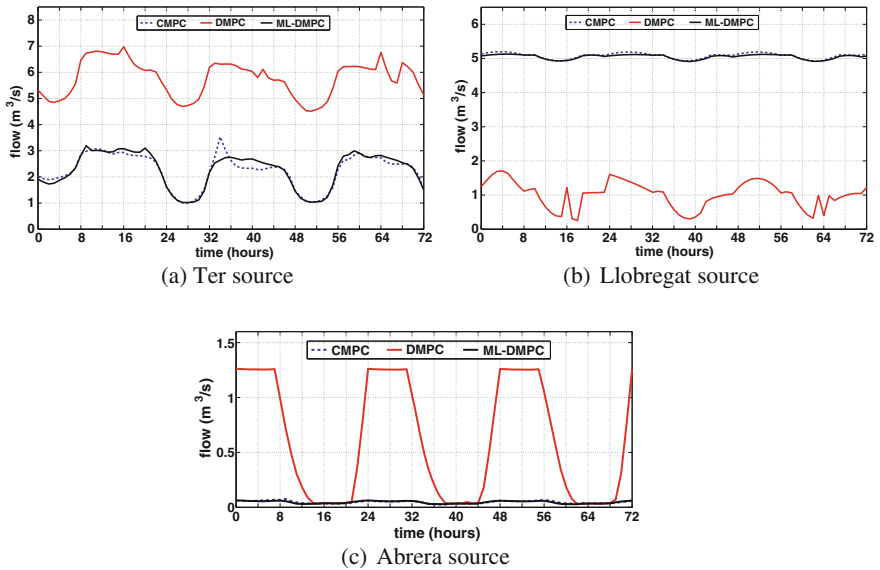 CMPC DMPC ML-DMPC
8
7
6
5
4
3
2
1
0
flow (m³/s)
0 8 16 24 32 40 48 56 64 72
time (hours)
(a) Ter source
CMPC DMPC ML-DMPC
6
5
4
3
2
1
0
flow (m³/s)
0 8 16 24 32 40 48 56 64 72
time (hours)
(b) Llobregat source
CMPC DMPC ML-DMPC
1.5
1
0.5
0
flow (m³/s)
0 8 16 24 32 40 48 56 64 72
time (hours)
(c) Abrera source